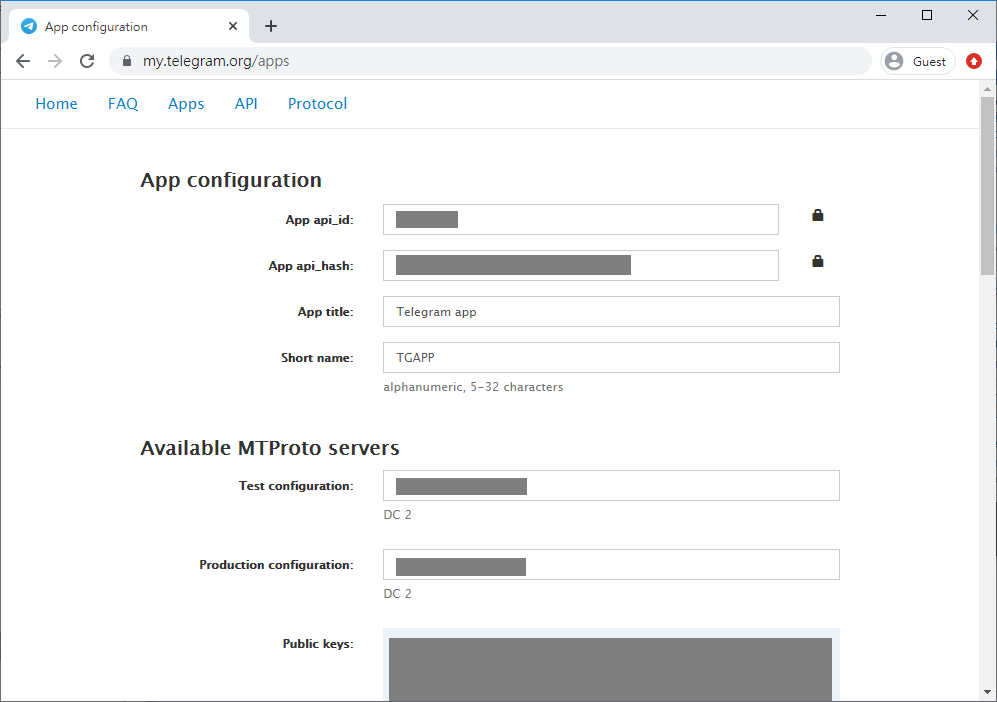 App configuration
my.telegram.org/apps
Guest
Home FAQ Apps API Protocol
App configuration
App api_id:
App api_hash:
App title: Telegram app
Short name: TGAPP
alphanumeric, 5-32 characters
Available MTProto servers
Test configuration:
DC 2
Production configuration:
DC 2
Public keys: